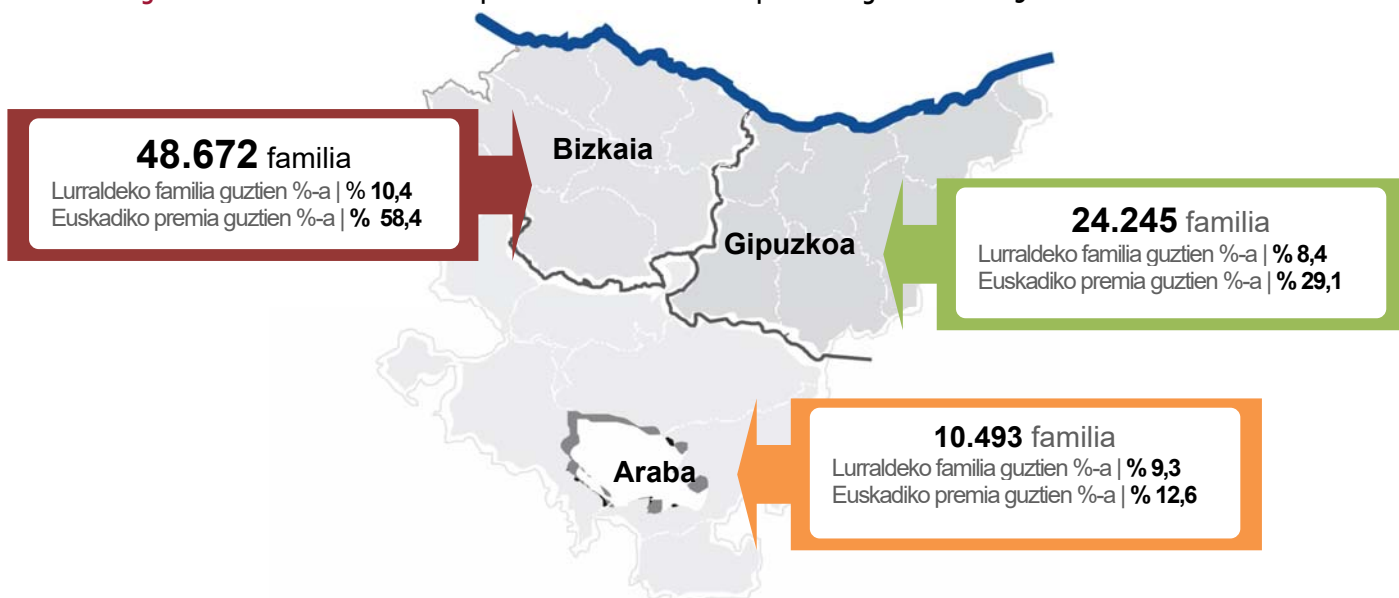 Bizkaia
48.672 familia
Lurraldeko familia guztien %-a | % 10,4
Euskadiko premia guztien %-a | % 58,4
Gipuzkoa
24.245 familia
Lurraldeko familia guztien %-a | % 8,4
Euskadiko premia guztien %-a | % 29,1
Araba
10.493 familia
Lurraldeko familia guztien %-a | % 9,3
Euskadiko premia guztien %-a | % 12,6